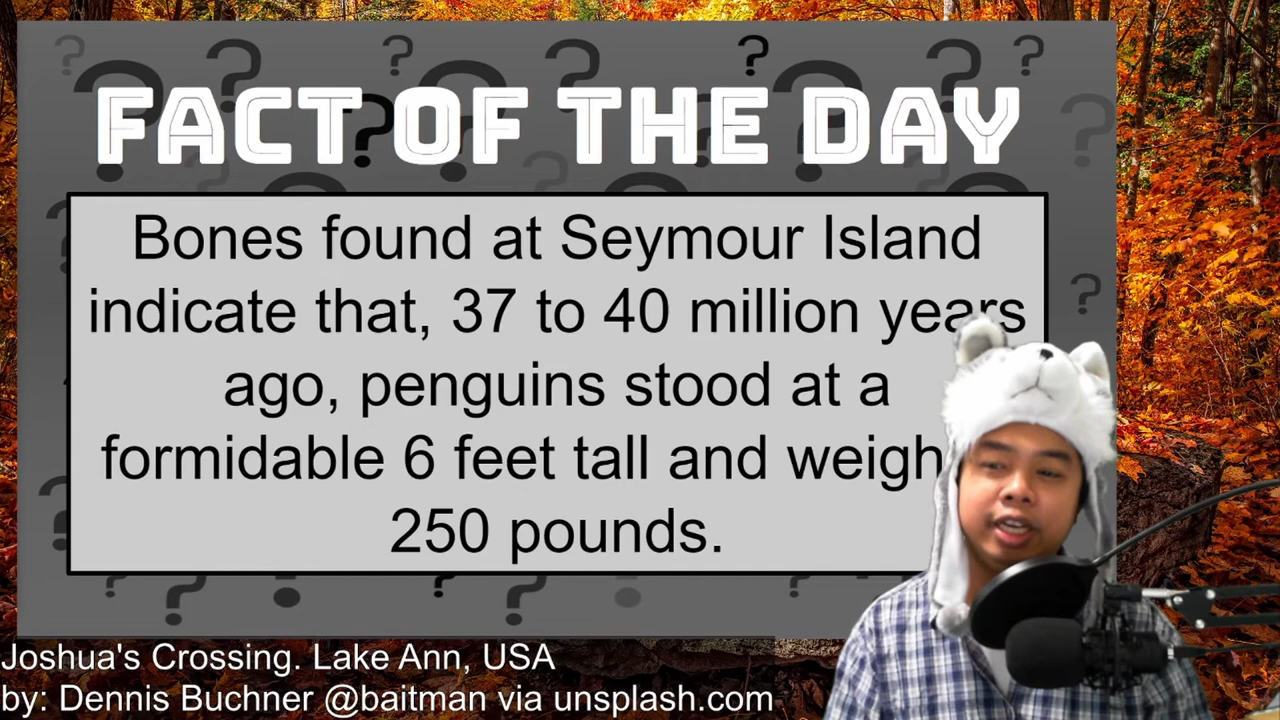 FACT OF THE DAY
Bones found at Seymour Island
indicate that, 37 to 40 million years
ago, penguins stood at a
formidable 6 feet tall and weigh
250 pounds.
Joshua's Crossing. Lake Ann, USA
by: Dennis Buchner @baitman via unsplash.com